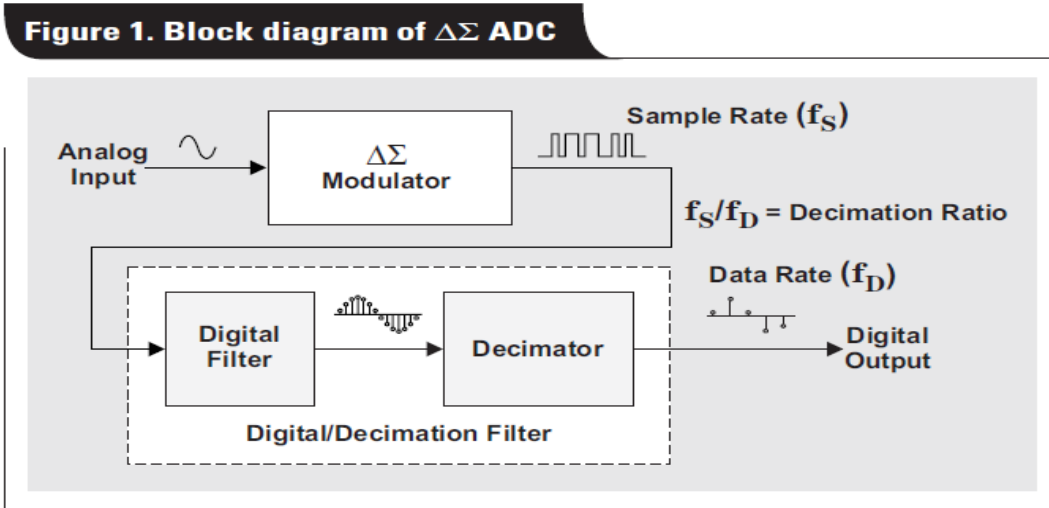 Figure 1. Block diagram of ΔΣ ADC
Sample Rate (fS)
Analog
Input
ΔΣ
Modulator
fS/fD = Decimation Ratio
Data Rate (fD)
Digital
Filter
Decimator
Digital
Output
Digital/Decimation Filter